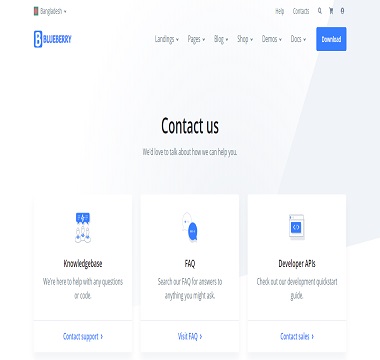 Bangladesh
Help Contacts
BLUEBERRY
Landings Pages Blog Shop Demos Docs Download
Contact us
We'd love to talk about how we can help you.
Knowledgebase
We're here to help with any questions
or code.
Contact support ›
FAQ
Search our FAQ for answers to
anything you might ask.
Visit FAQ ›
Developer APIs
Check out our development quickstart
guide.
Contact sales ›